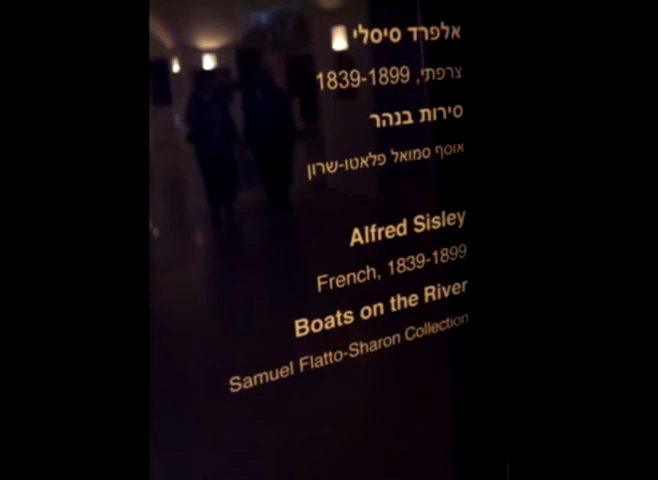 אלפרד סיסלי
צרפתי, 1839-1899
סירות בנהר
אוסף סמואל פלאטו-שרון
Alfred Sisley
French, 1839-1899
Boats on the River
Samuel Flatto-Sharon Collection